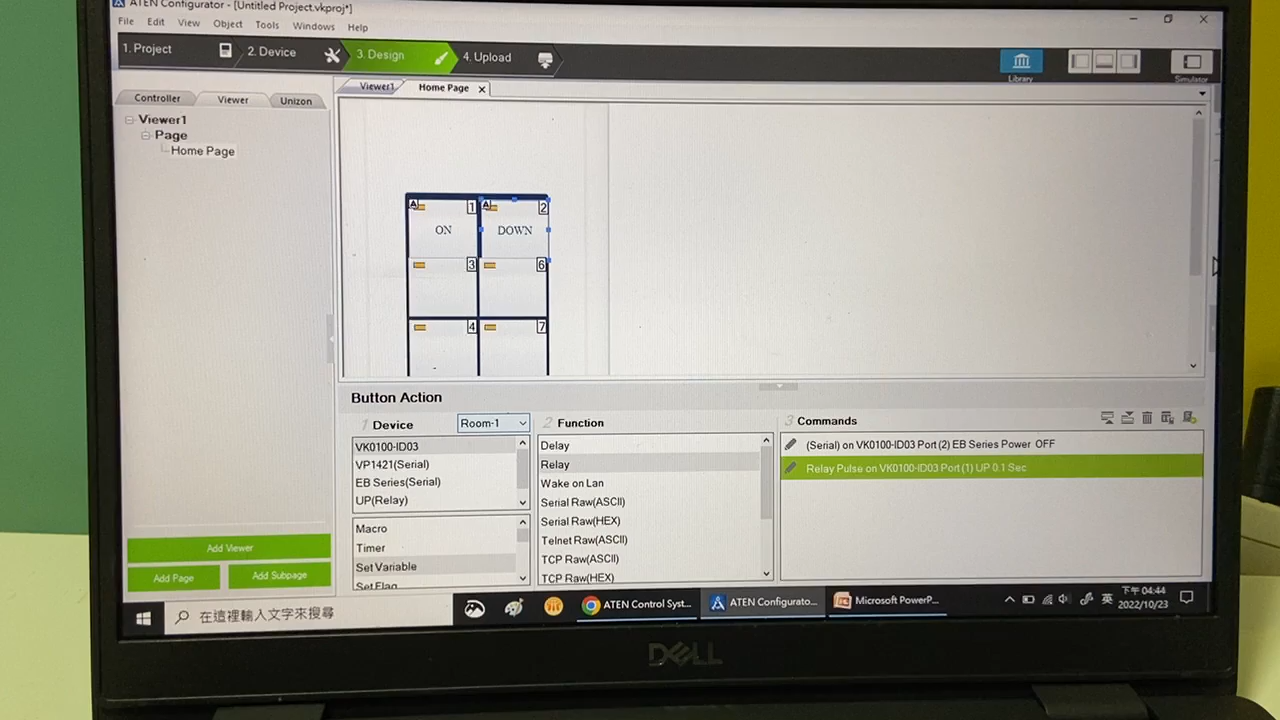 ATEN Configurator - [Untitled Project.vkproj*]
File Edit View Object Tools Windows Help
1. Project 2. Device 3. Design 4. Upload
Library Simulator
Controller Viewer Unizon
Viewer1 Home Page
Viewer1
Page
Home Page
A 1 A 2
ON DOWN
3 6
4 7
Button Action
1 Device Room-1
VK0100-ID03
VP1421(Serial)
EB Series(Serial)
UP(Relay)
Macro
Timer
Set Variable
Set Flag
2 Function
Delay
Relay
Wake on Lan
Serial Raw(ASCII)
Serial Raw(HEX)
Telnet Raw(ASCII)
TCP Raw(ASCII)
TCP Raw(HEX)
3 Commands
(Serial) on VK0100-ID03 Port(2) EB Series Power OFF
Relay Pulse on VK0100-ID03 Port(1) UP 0.1 Sec
Add Viewer
Add Page Add Subpage
在這裡輸入文字來搜尋
ATEN Control Syst...
ATEN Configurato...
Microsoft PowerP...
英
下午 04:44
2022/10/23
DELL